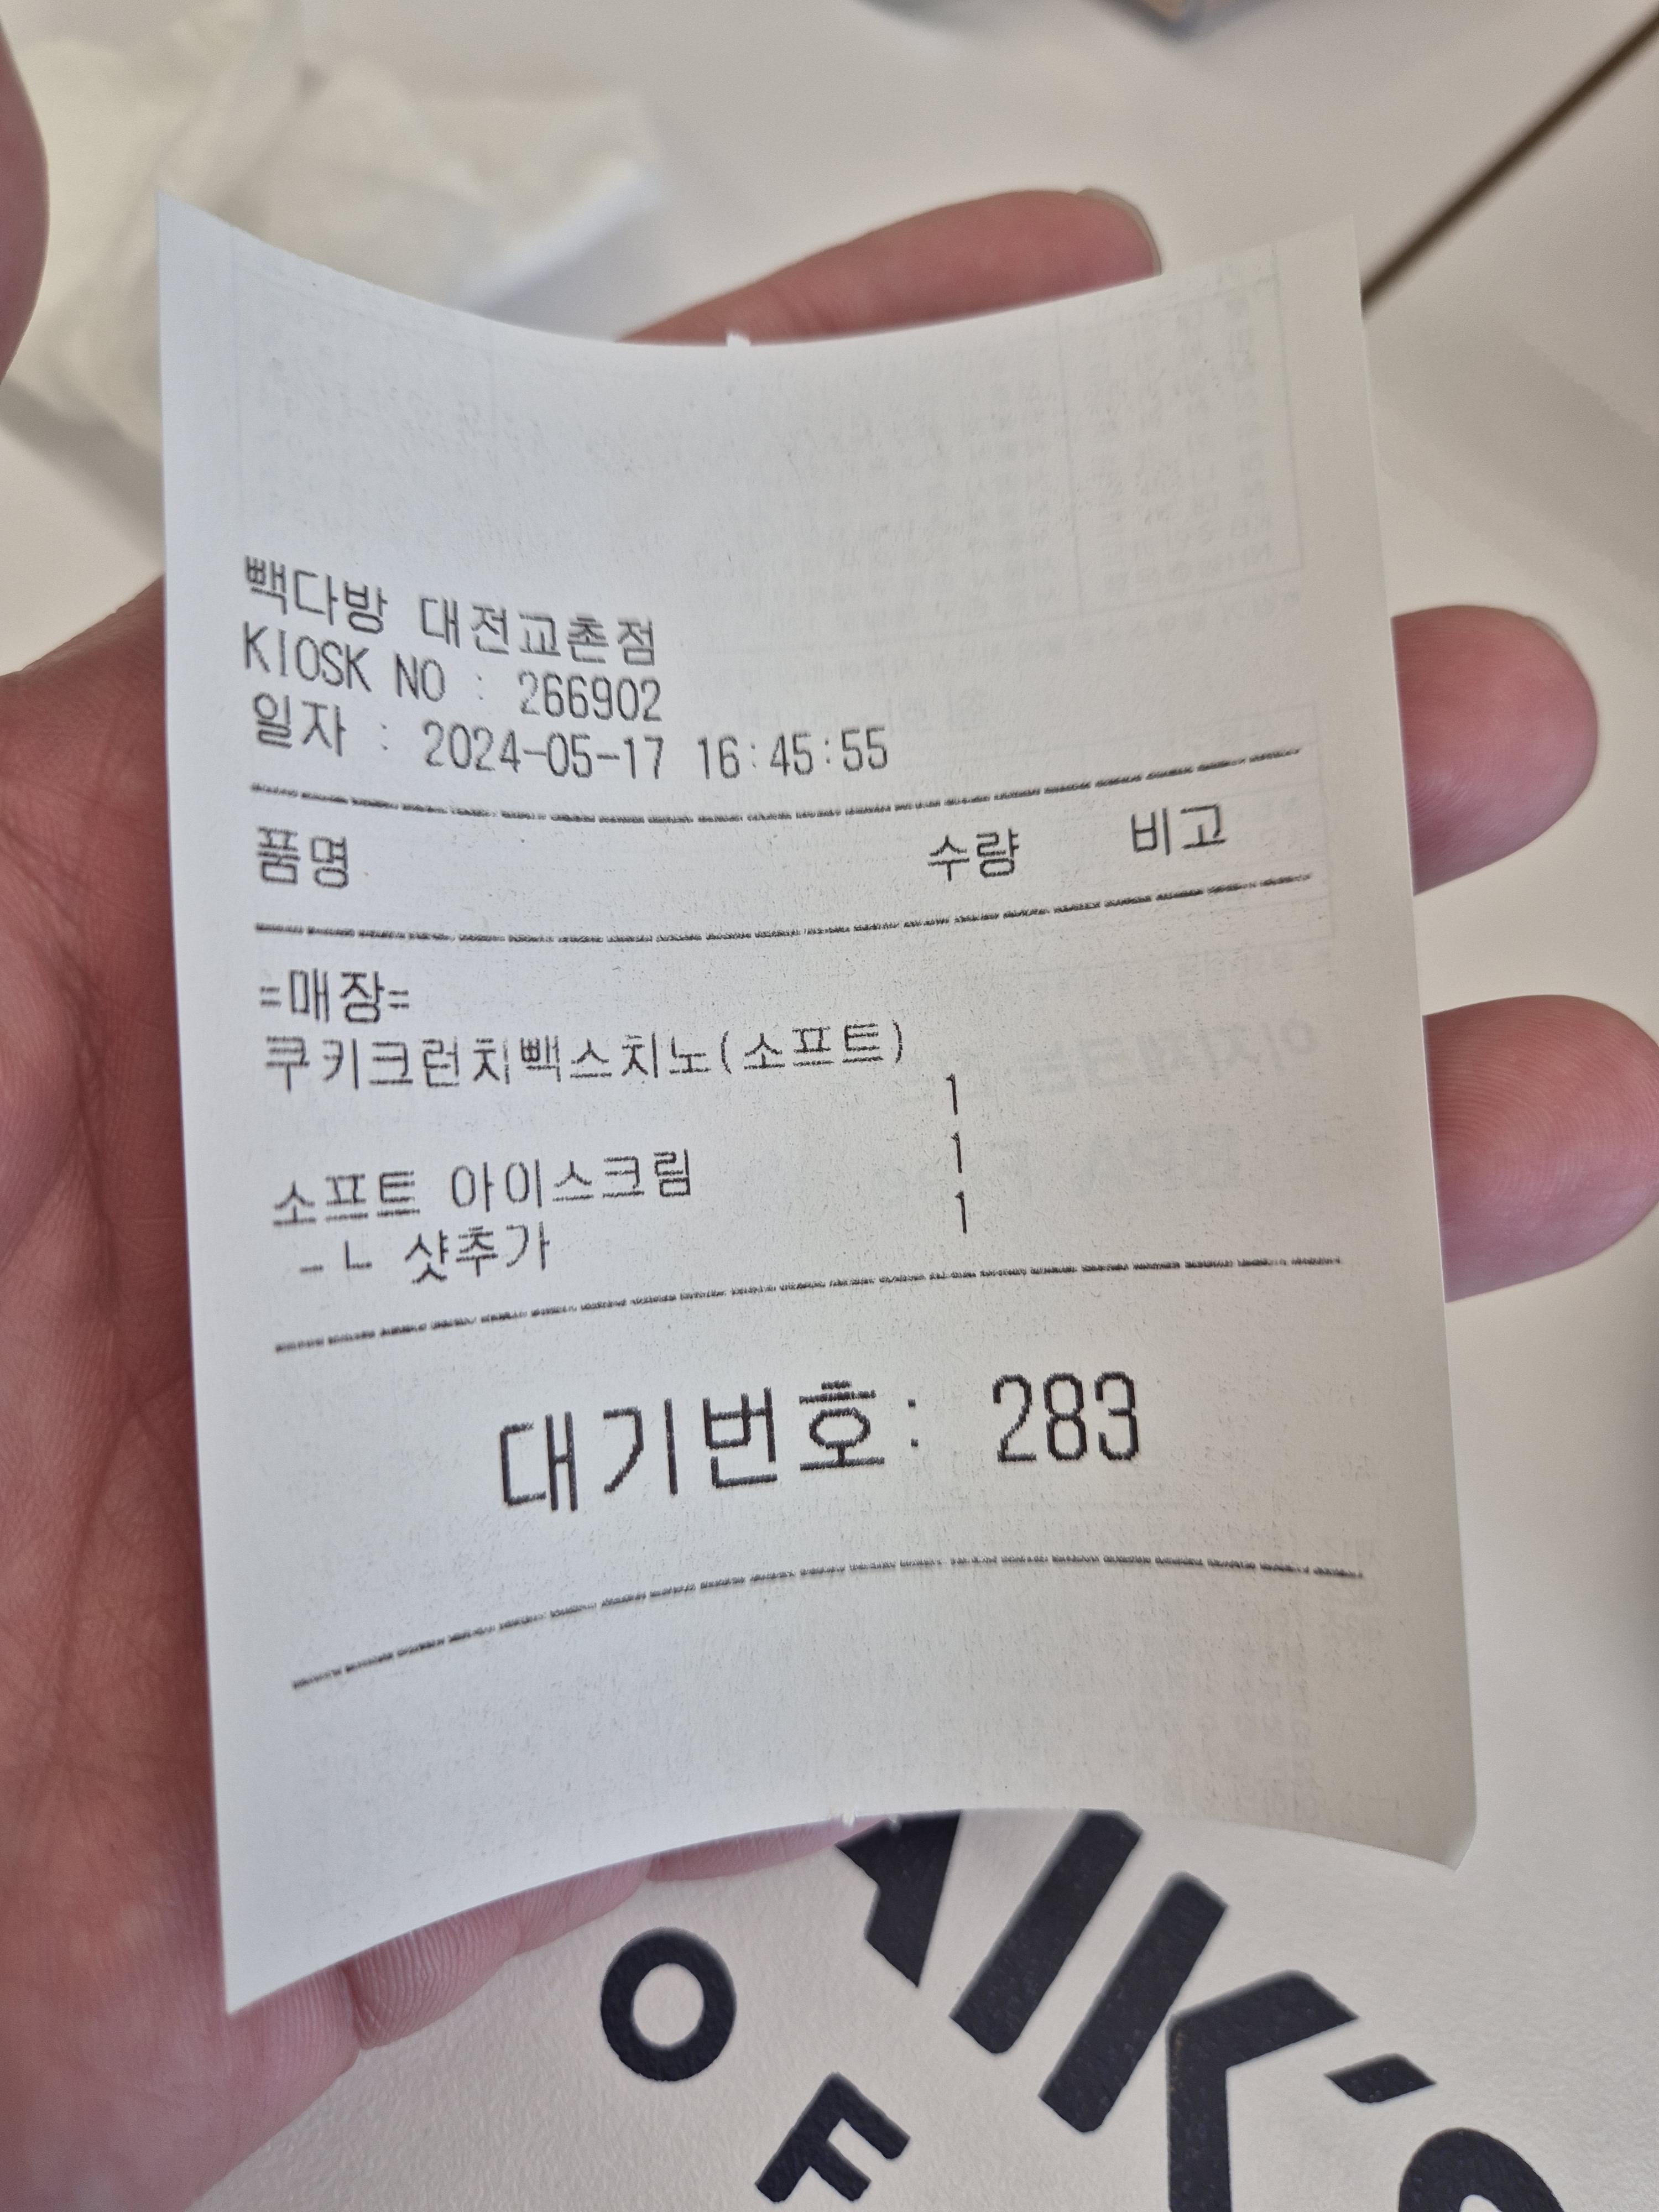 빽다방 대전교촌점
KIOSK NO : 266902
일자 : 2024-05-17 16:45:55
품명 수량 비고
=매장=
쿠키크런치빽스치노(소프트)
1
소프트 아이스크림 1
-ㄴ 샷추가 1
대기번호: 283
AIK'S
OF